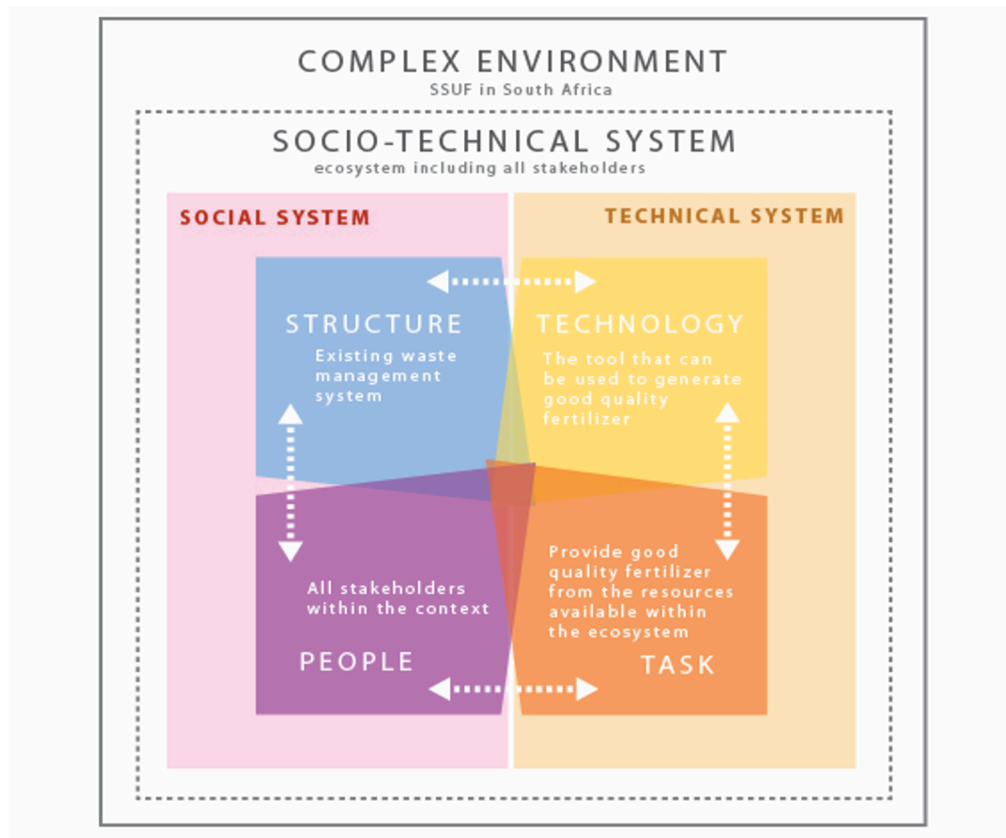 COMPLEX ENVIRONMENT
SSUF in South Africa
SOCIO-TECHNICAL SYSTEM
ecosystem including all stakeholders
SOCIAL SYSTEM
TECHNICAL SYSTEM
STRUCTURE
Existing waste
management
system
TECHNOLOGY
The tool that can
be used to generate
good quality
fertilizer
All stakeholders
within the context
PEOPLE
Provide good
quality fertilizer
from the resources
available within
the ecosystem
TASK